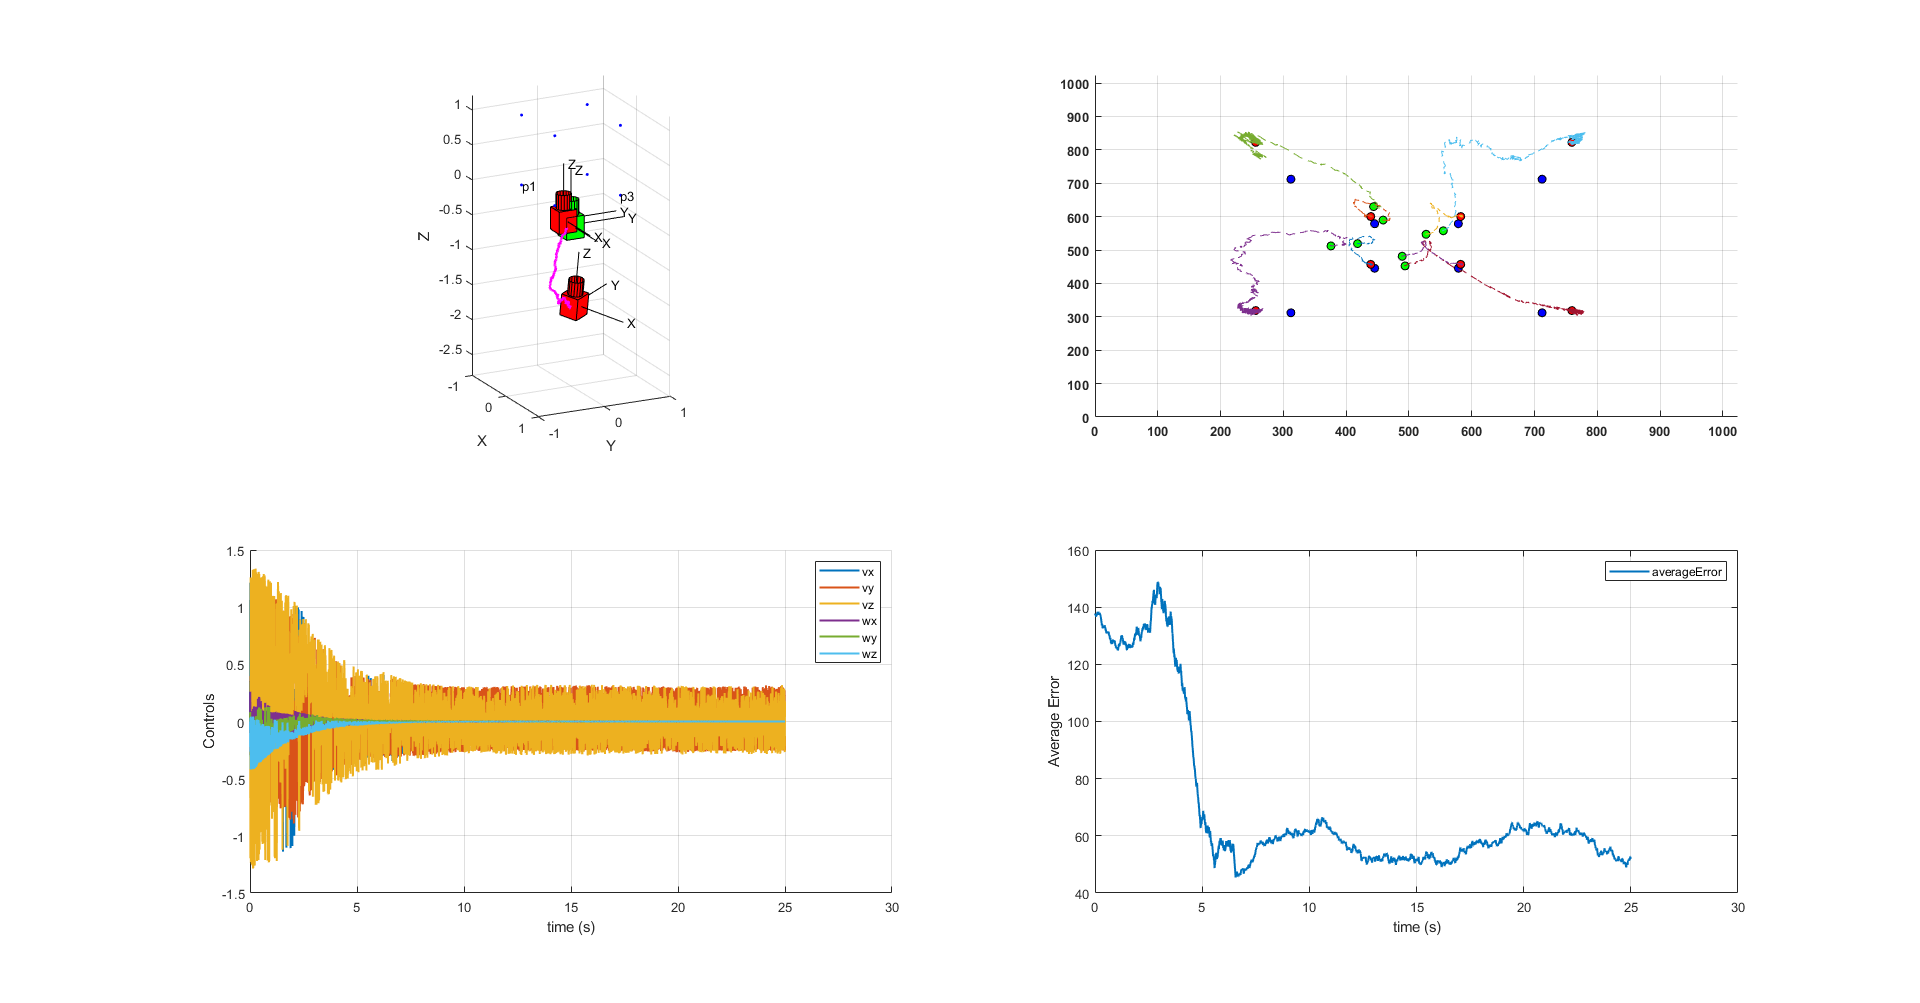 1
0.5
0
-0.5
-1
-1.5
-2
-2.5
Z
-1
0
1
X
-1
0
1
Y
p1
p3
Z
Z
Y
Y
X
X
Z
Y
X
1000
900
800
700
600
500
400
300
200
100
0
0 100 200 300 400 500 600 700 800 900 1000
1.5
1
0.5
0
-0.5
-1
-1.5
Controls
0 5 10 15 20 25 30
time (s)
vx
vy
vz
wx
wy
wz
160
140
120
100
80
60
40
Average Error
0 5 10 15 20 25 30
time (s)
averageError